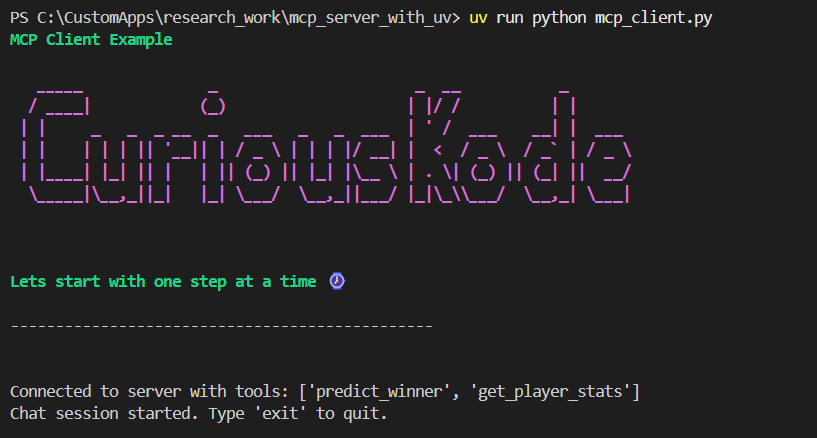 PS C:\CustomApps\research_work\mcp_server_with_uv> uv run python mcp_client.py
MCP Client Example
CuriousKode
Lets start with one step at a time 🕗
-----------------------------------------------
Connected to server with tools: ['predict_winner', 'get_player_stats']
Chat session started. Type 'exit' to quit.